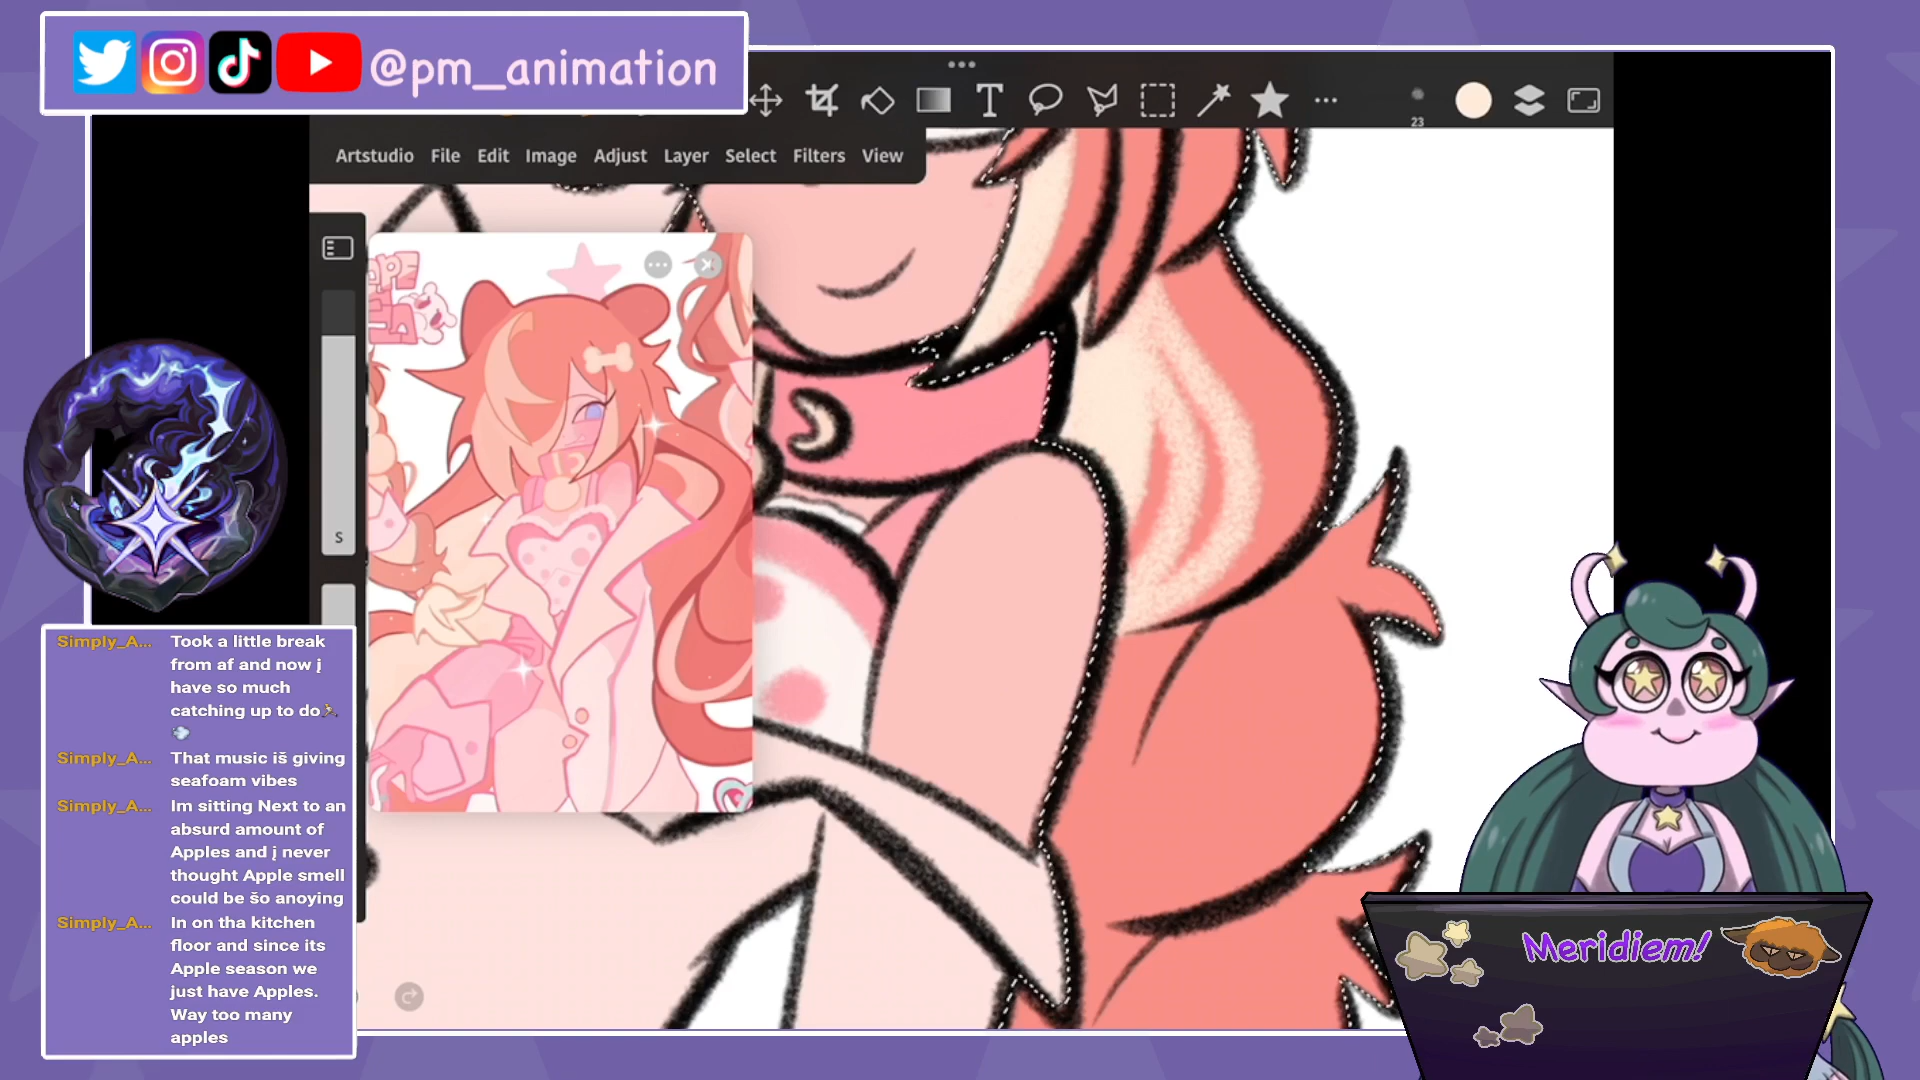 @pm_animation
T
23
Artstudio File Edit Image Adjust Layer Select Filters View
S
Simply_A... Took a little break
from af and now į
have so much
catching up to do
Simply_A... That music iš giving
seafoam vibes
Simply_A... Im sitting Next to an
absurd amount of
Apples and į never
thought Apple smell
could be šo anoying
Simply_A... In on tha kitchen
floor and since its
Apple season we
just have Apples.
Way too many
apples
Meridiem!